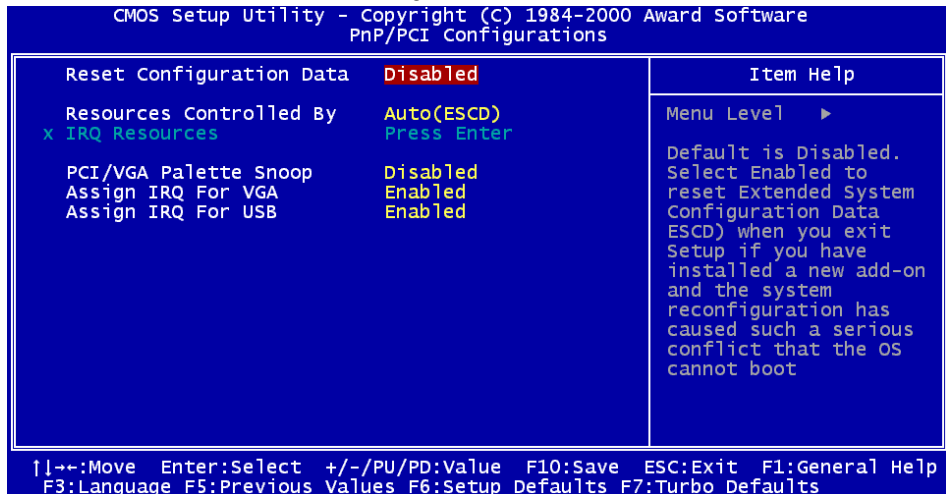 CMOS Setup Utility - Copyright (C) 1984-2000 Award Software
PnP/PCI Configurations
Reset Configuration Data Disabled
Resources Controlled By Auto(ESCD)
x IRQ Resources Press Enter
PCI/VGA Palette Snoop Disabled
Assign IRQ For VGA Enabled
Assign IRQ For USB Enabled
Item Help
Menu Level ▶
Default is Disabled.
Select Enabled to
reset Extended System
Configuration Data
ESCD) when you exit
Setup if you have
installed a new add-on
and the system
reconfiguration has
caused such a serious
conflict that the OS
cannot boot
↑↓→←:Move Enter:Select +/-/PU/PD:Value F10:Save ESC:Exit F1:General Help
F3:Language F5:Previous Values F6:Setup Defaults F7:Turbo Defaults